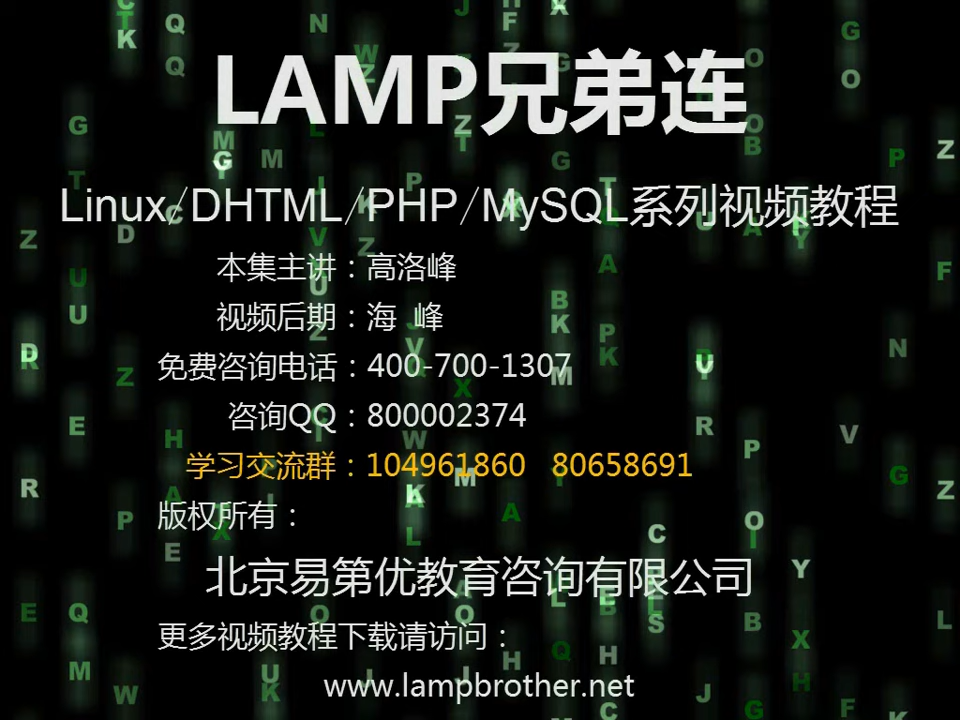 LAMP兄弟连
Linux/DHTML/PHP/MySQL系列视频教程
本集主讲：高洛峰
视频后期：海 峰
免费咨询电话：400-700-1307
咨询QQ：800002374
学习交流群：104961860 80658691
版权所有：
北京易第优教育咨询有限公司
更多视频教程下载请访问：
www.lampbrother.net